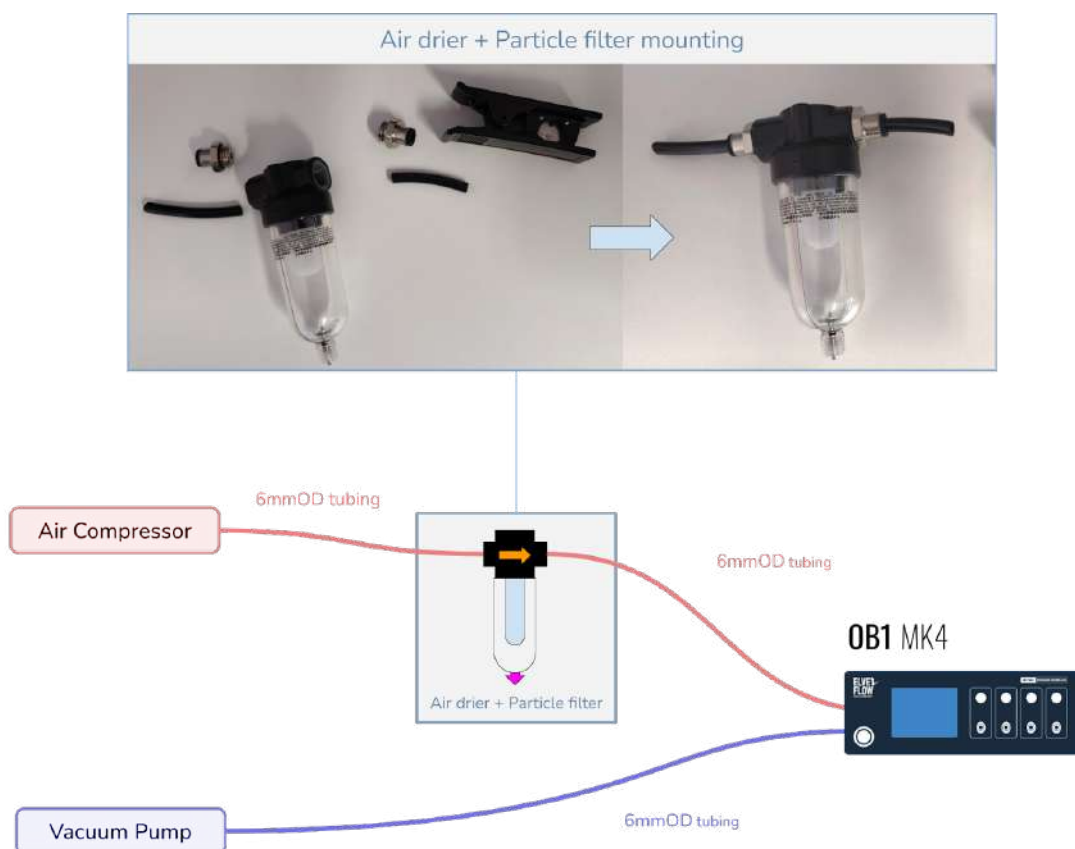 Air drier + Particle filter mounting
6mmOD tubing
Air Compressor
6mmOD tubing
OB1 MK4
ELVE
FLOW
Air drier + Particle filter
Vacuum Pump
6mmOD tubing